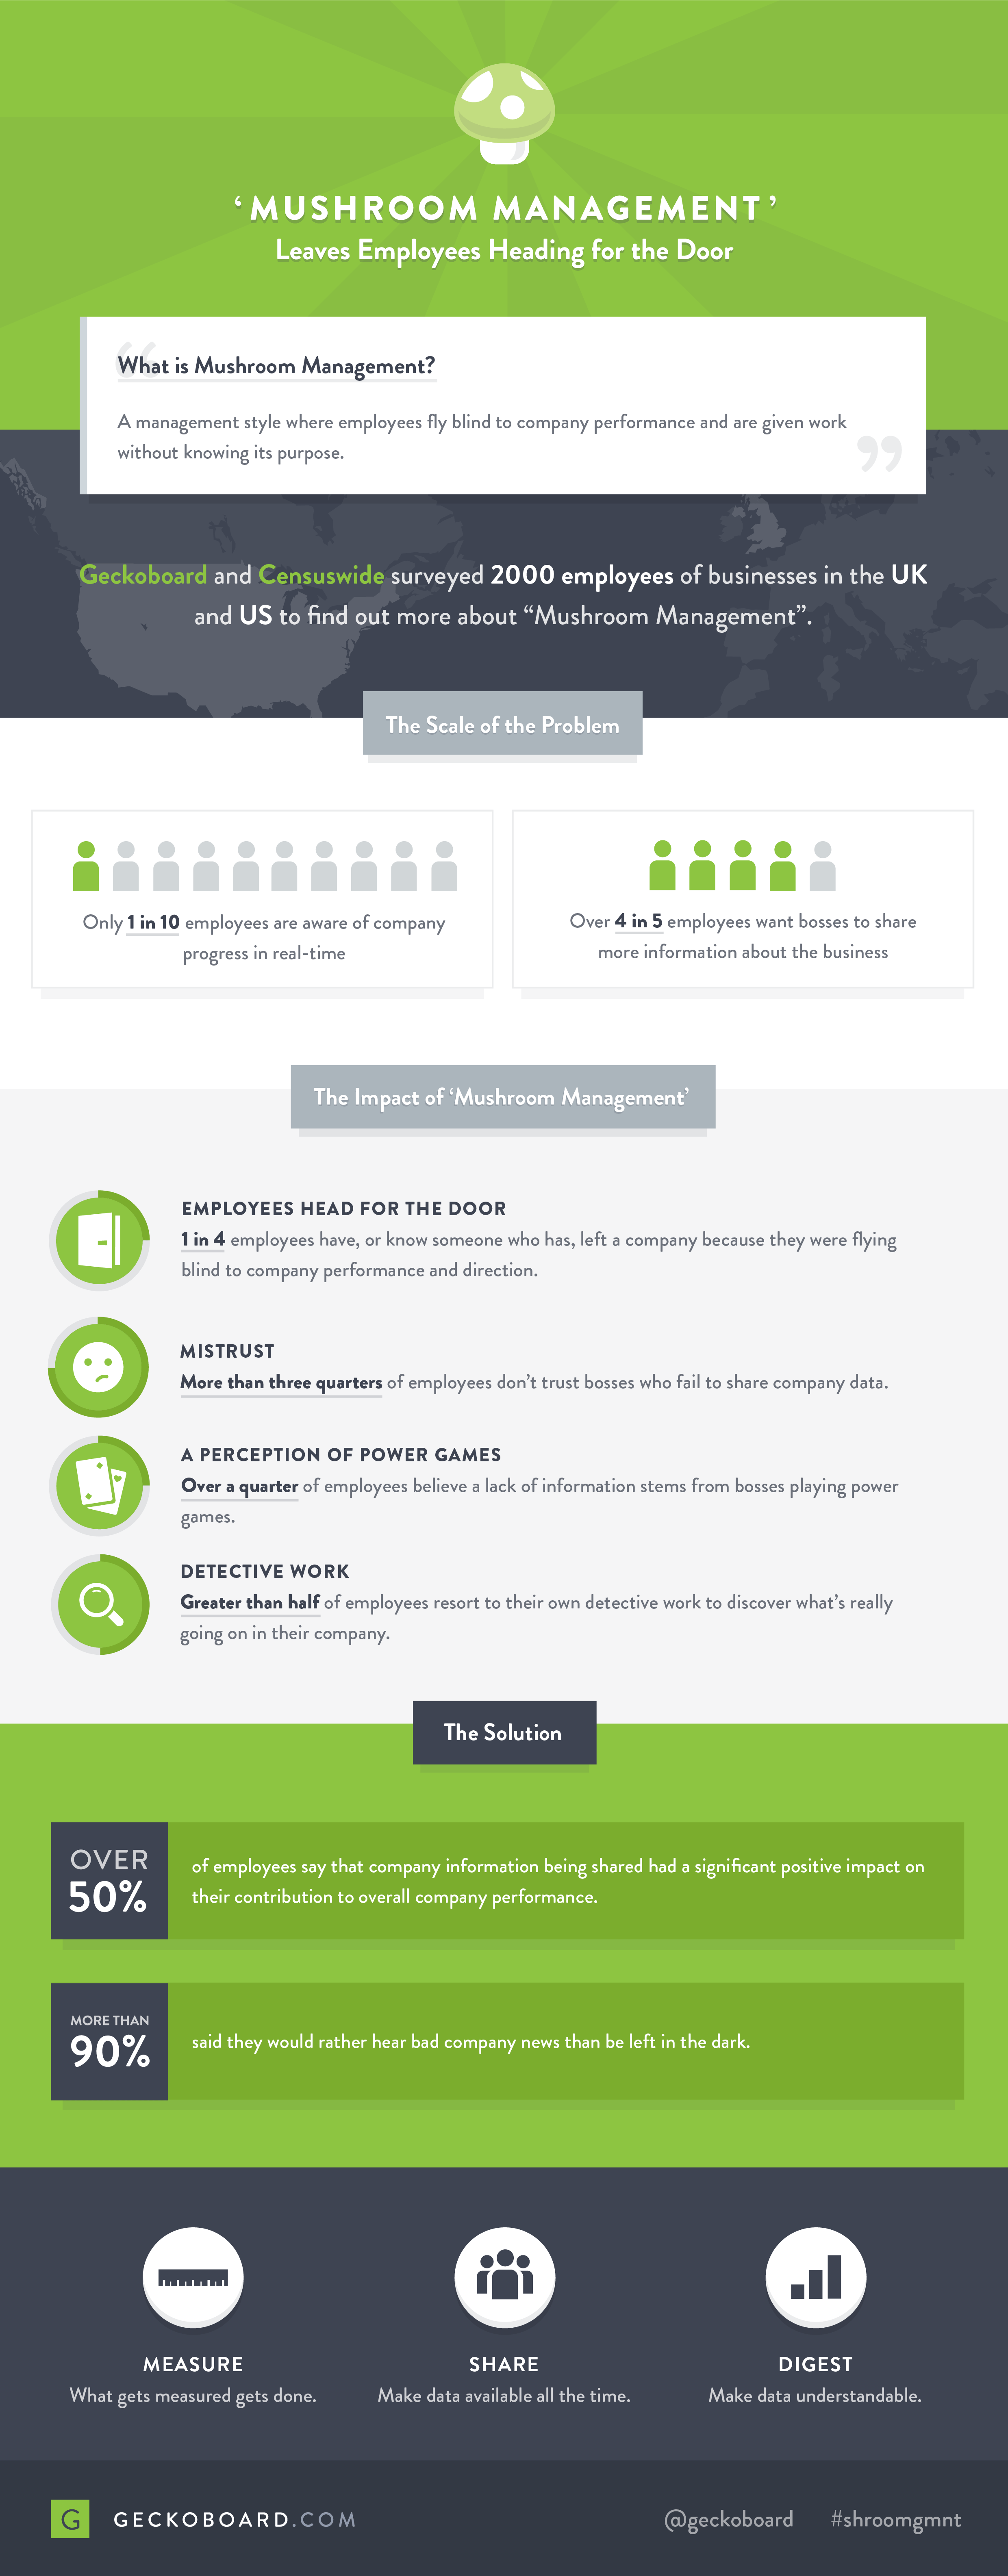 ‘MUSHROOM MANAGEMENT’
Leaves Employees Heading for the Door
“
What is Mushroom Management?
A management style where employees fly blind to company performance and are given work
without knowing its purpose.
”
Geckoboard and Censuswide surveyed 2000 employees of businesses in the UK
and US to find out more about “Mushroom Management”.
The Scale of the Problem
Only 1 in 10 employees are aware of company
progress in real-time
Over 4 in 5 employees want bosses to share
more information about the business
The Impact of ‘Mushroom Management’
EMPLOYEES HEAD FOR THE DOOR
1 in 4 employees have, or know someone who has, left a company because they were flying
blind to company performance and direction.
MISTRUST
More than three quarters of employees don’t trust bosses who fail to share company data.
A PERCEPTION OF POWER GAMES
Over a quarter of employees believe a lack of information stems from bosses playing power
games.
DETECTIVE WORK
Greater than half of employees resort to their own detective work to discover what’s really
going on in their company.
The Solution
OVER
50%
of employees say that company information being shared had a significant positive impact on
their contribution to overall company performance.
MORE THAN
90%
said they would rather hear bad company news than be left in the dark.
MEASURE
What gets measured gets done.
SHARE
Make data available all the time.
DIGEST
Make data understandable.
G GECKOBOARD.COM
@geckoboard #shroomgmnt